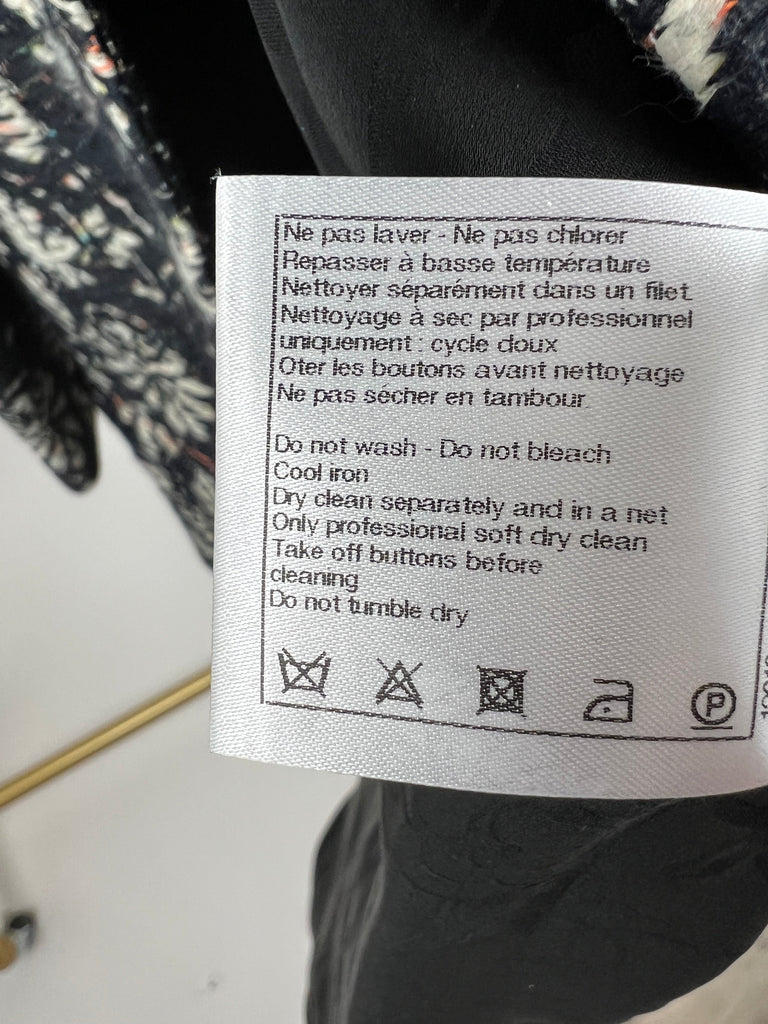 Ne pas laver - Ne pas chlorer
Repasser à basse température
Nettoyer séparément dans un filet
Nettoyage à sec par professionnel
uniquement : cycle doux
Oter les boutons avant nettoyage
Ne pas sécher en tambour
Do not wash - Do not bleach
Cool iron
Dry clean separately and in a net
Only professional soft dry clean
Take off buttons before
cleaning
Do not tumble dry
P